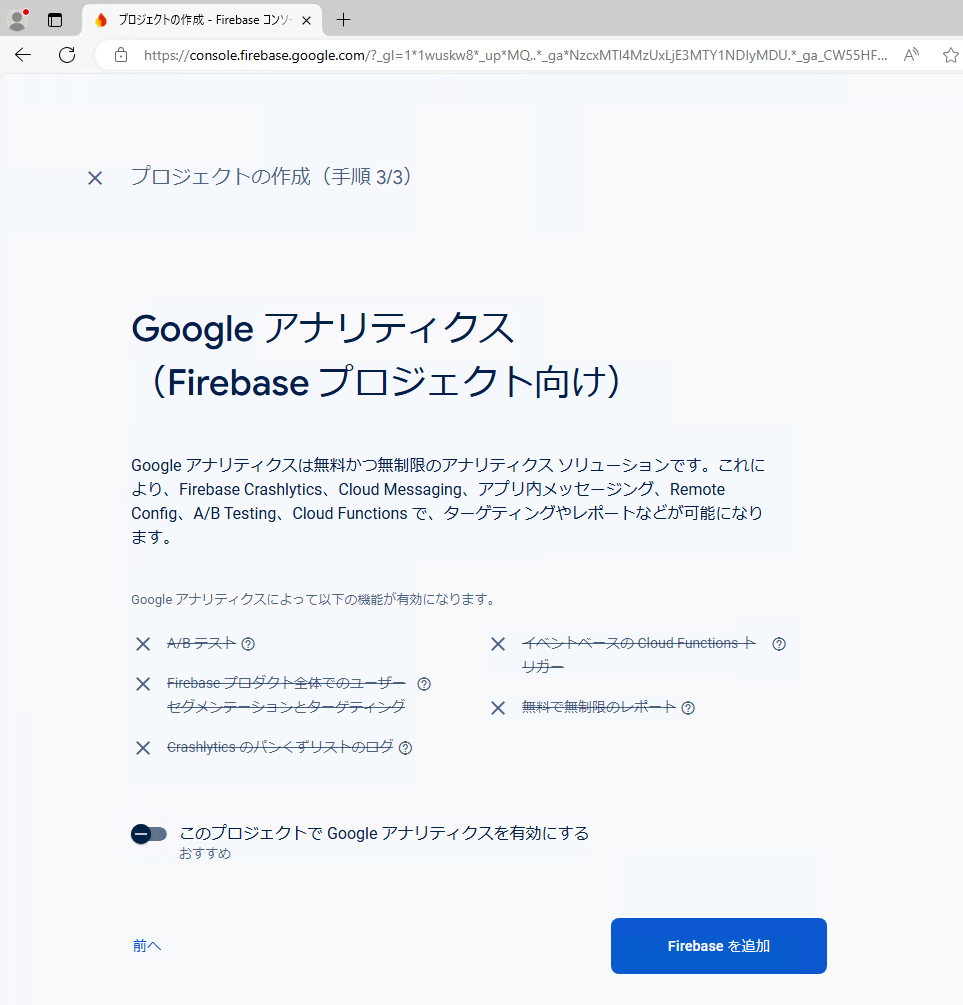 プロジェクトの作成 - Firebase コンソ
https://console.firebase.google.com/?_gl=1*1wuskw8*_up*MQ..*_ga*NzcxMTI4MzUxLjE3MTY1NDIyMDU.*_ga_CW55HF...
プロジェクトの作成（手順 3/3）
Google アナリティクス
（Firebase プロジェクト向け）
Google アナリティクスは無料かつ無制限のアナリティクス ソリューションです。これに
より、Firebase Crashlytics、Cloud Messaging、アプリ内メッセージング、Remote
Config、A/B Testing、Cloud Functions で、ターゲティングやレポートなどが可能になり
ます。
Google アナリティクスによって以下の機能が有効になります。
A/B テスト
Firebase プロダクト全体でのユーザー
セグメンテーションとターゲティング
Crashlytics のパンくずリストのログ
イベントベースの Cloud Functions ト
リガー
無料で無制限のレポート
このプロジェクトで Google アナリティクスを有効にする
おすすめ
前へ
Firebase を追加